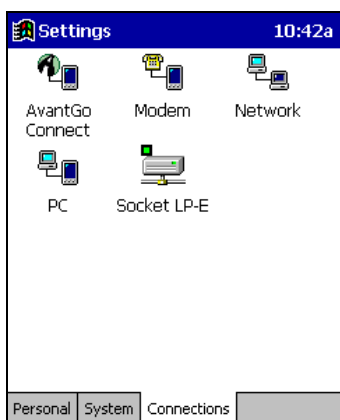 Settings 10:42a
AvantGo Connect Modem Network
PC Socket LP-E
Personal System Connections